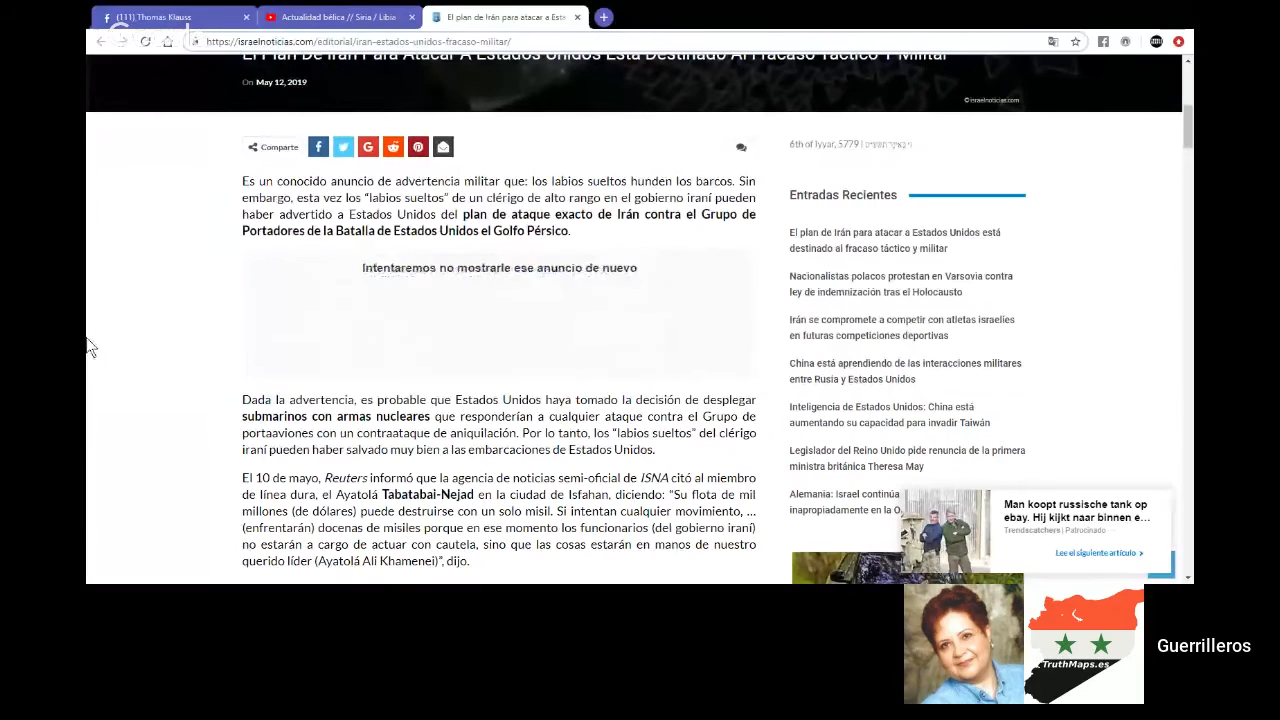 (111) Thomas Klauss
Actualidad bélica // Siria / Libia
El plan de Irán para atacar a Esta
https://israelnoticias.com/editorial/iran-estados-unidos-fracaso-militar/
El Plan De Irán Para Atacar A Estados Unidos Está Destinado Al Fracaso Táctico Y Militar
On May 12, 2019
©israelnoticias.com
Comparte
Es un conocido anuncio de advertencia militar que: los labios sueltos hunden los barcos. Sin
embargo, esta vez los “labios sueltos” de un clérigo de alto rango en el gobierno iraní pueden
haber advertido a Estados Unidos del plan de ataque exacto de Irán contra el Grupo de
Portadores de la Batalla de Estados Unidos el Golfo Pérsico.
Intentaremos no mostrarle ese anuncio de nuevo
Dada la advertencia, es probable que Estados Unidos haya tomado la decisión de desplegar
submarinos con armas nucleares que responderían a cualquier ataque contra el Grupo de
portaaviones con un contraataque de aniquilación. Por lo tanto, los “labios sueltos” del clérigo
iraní pueden haber salvado muy bien a las embarcaciones de Estados Unidos.
El 10 de mayo, Reuters informó que la agencia de noticias semi-oficial de ISNA citó al miembro
de línea dura, el Ayatolá Tabatabai-Nejad en la ciudad de Isfahan, diciendo: “Su flota de mil
millones (de dólares) puede destruirse con un solo misil. Si intentan cualquier movimiento, …
(enfrentarán) docenas de misiles porque en ese momento los funcionarios (del gobierno iraní)
no estarán a cargo de actuar con cautela, sino que las cosas estarán en manos de nuestro
querido líder (Ayatolá Ali Khamenei)”, dijo.
6th of Iyyar, 5779 |
Entradas Recientes
El plan de Irán para atacar a Estados Unidos está
destinado al fracaso táctico y militar
Nacionalistas polacos protestan en Varsovia contra
ley de indemnización tras el Holocausto
Irán se compromete a competir con atletas israelíes
en futuras competiciones deportivas
China está aprendiendo de las interacciones militares
entre Rusia y Estados Unidos
Inteligencia de Estados Unidos: China está
aumentando su capacidad para invadir Taiwán
Legislador del Reino Unido pide renuncia de la primera
ministra británica Theresa May
Alemania: Israel continúa
inapropiadamente en la
Man koopt russische tank op
ebay. Hij kijkt naar binnen e...
Trendscatchers | Patrocinado
Lee el siguiente artículo
TruthMaps.es
Guerrilleros